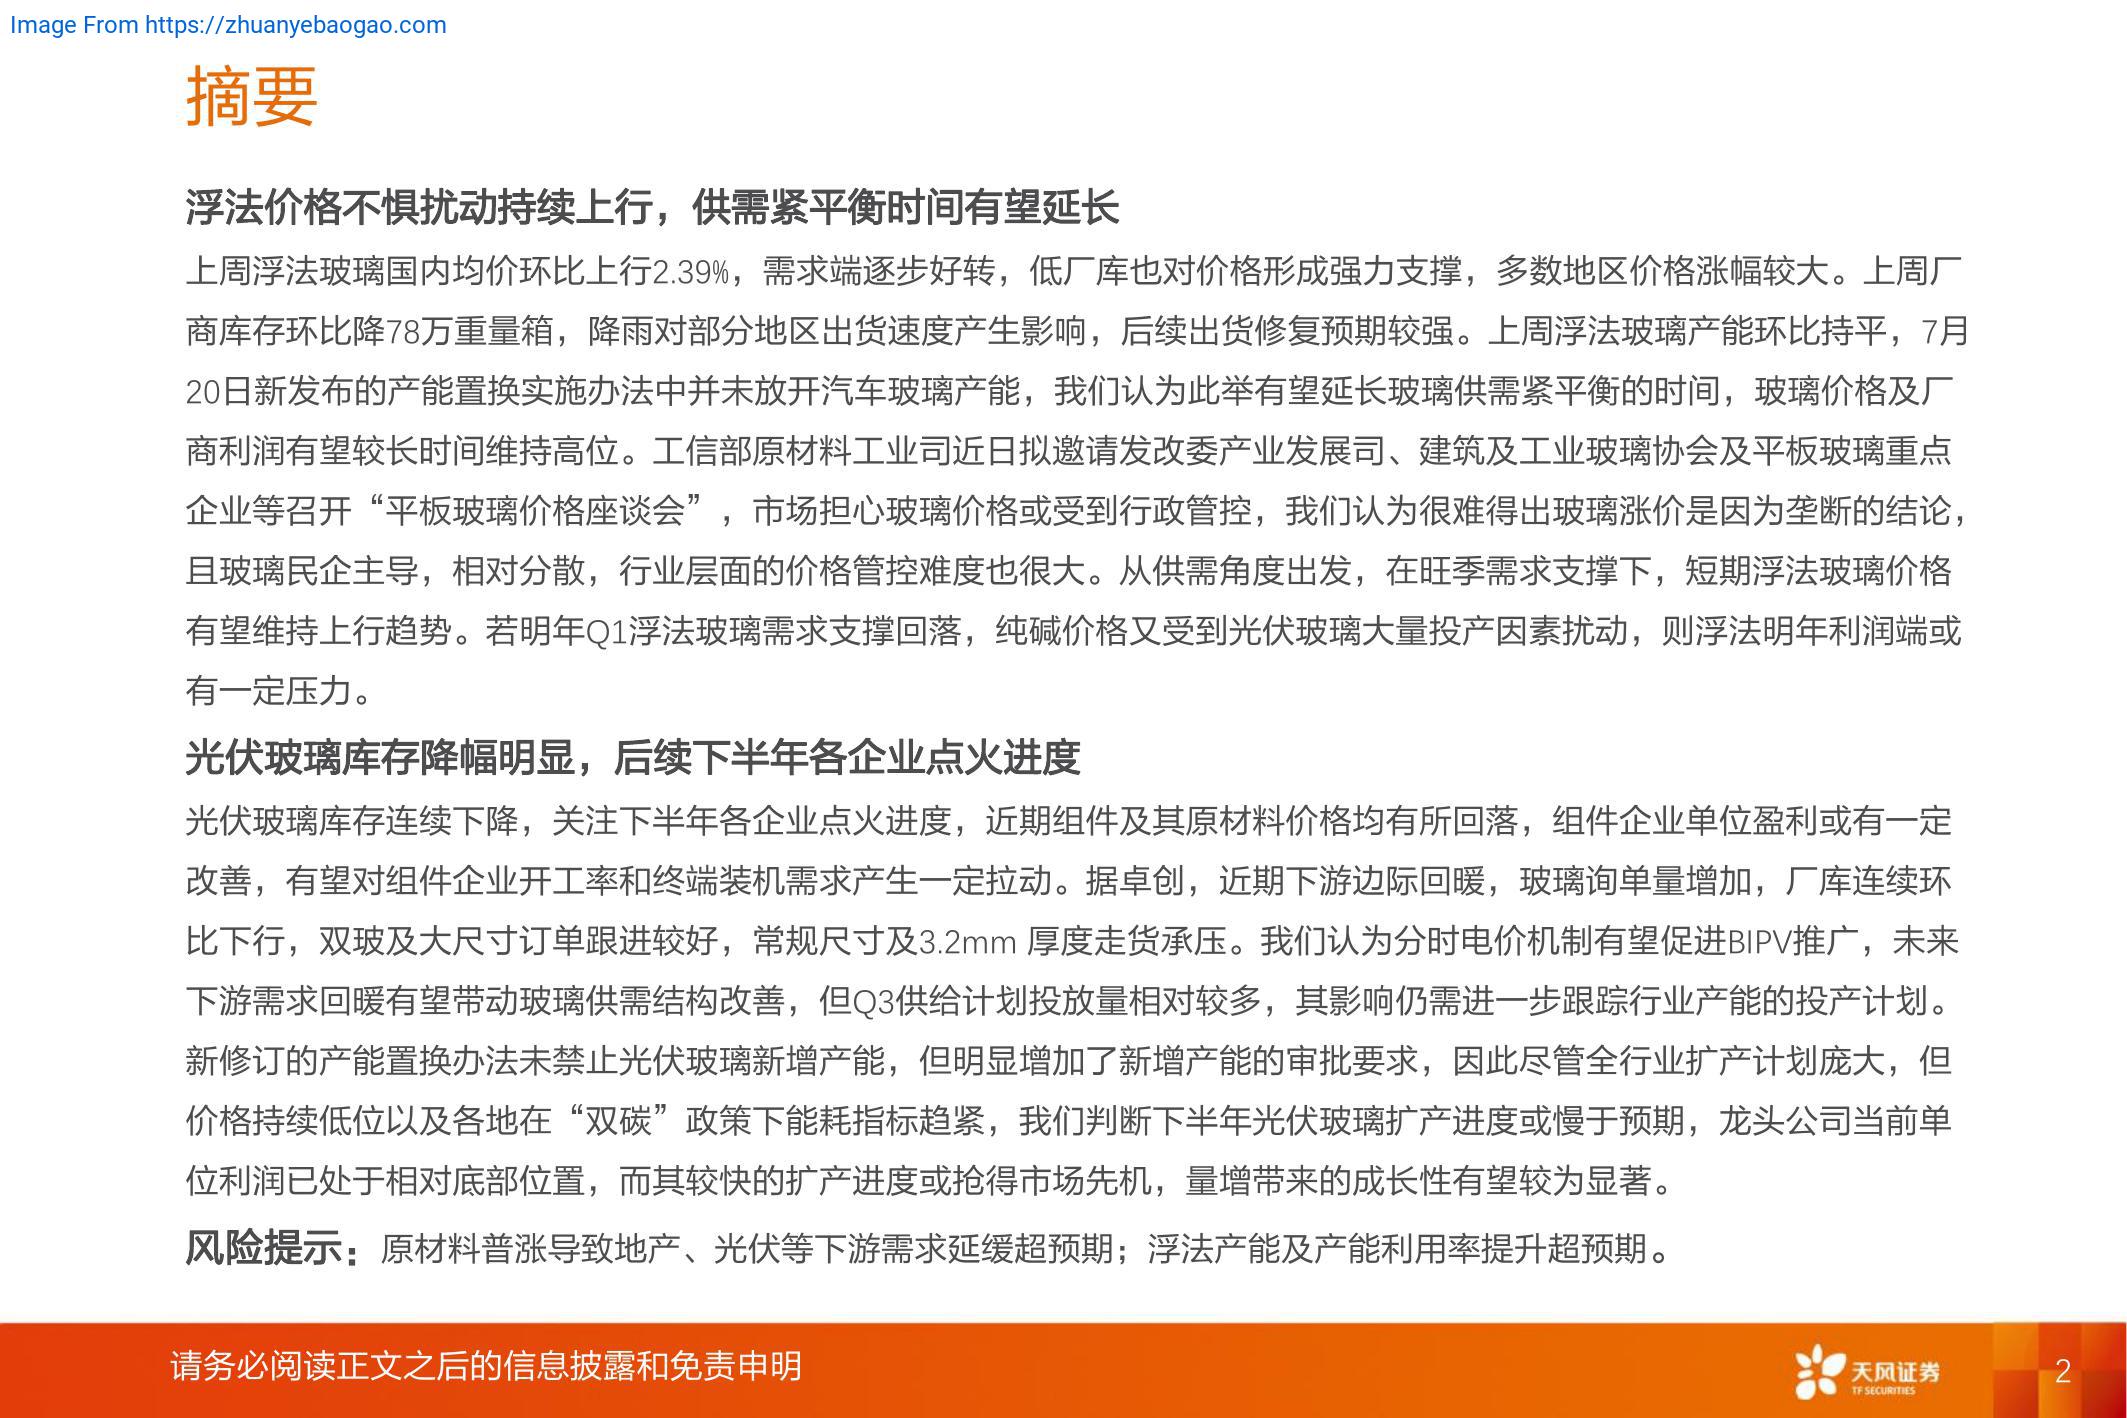 Image From https://zhuanyebaogao.com
摘要
浮法价格不惧扰动持续上行，供需紧平衡时间有望延长
上周浮法玻璃国内均价环比上行2.39%，需求端逐步好转，低厂库也对价格形成强力支撑，多数地区价格涨幅较大。上周厂
商库存环比降78万重量箱，降雨对部分地区出货速度产生影响，后续出货修复预期较强。上周浮法玻璃产能环比持平，7月
20日新发布的产能置换实施办法中并未放开汽车玻璃产能，我们认为此举有望延长玻璃供需紧平衡的时间，玻璃价格及厂
商利润有望较长时间维持高位。工信部原材料工业司近日拟邀请发改委产业发展司、建筑及工业玻璃协会及平板玻璃重点
企业等召开“平板玻璃价格座谈会”，市场担心玻璃价格或受到行政管控，我们认为很难得出玻璃涨价是因为垄断的结论，
且玻璃民企主导，相对分散，行业层面的价格管控难度也很大。从供需角度出发，在旺季需求支撑下，短期浮法玻璃价格
有望维持上行趋势。若明年Q1浮法玻璃需求支撑回落，纯碱价格又受到光伏玻璃大量投产因素扰动，则浮法明年利润端或
有一定压力。
光伏玻璃库存降幅明显，后续下半年各企业点火进度
光伏玻璃库存连续下降，关注下半年各企业点火进度，近期组件及其原材料价格均有所回落，组件企业单位盈利或有一定
改善，有望对组件企业开工率和终端装机需求产生一定拉动。据卓创，近期下游边际回暖，玻璃询单量增加，厂库连续环
比下行，双玻及大尺寸订单跟进较好，常规尺寸及3.2mm 厚度走货承压。我们认为分时电价机制有望促进BIPV推广，未来
下游需求回暖有望带动玻璃供需结构改善，但Q3供给计划投放量相对较多，其影响仍需进一步跟踪行业产能的投产计划。
新修订的产能置换办法未禁止光伏玻璃新增产能，但明显增加了新增产能的审批要求，因此尽管全行业扩产计划庞大，但
价格持续低位以及各地在“双碳”政策下能耗指标趋紧，我们判断下半年光伏玻璃扩产进度或慢于预期，龙头公司当前单
位利润已处于相对底部位置，而其较快的扩产进度或抢得市场先机，量增带来的成长性有望较为显著。
风险提示：原材料普涨导致地产、光伏等下游需求延缓超预期；浮法产能及产能利用率提升超预期。
请务必阅读正文之后的信息披露和免责申明
天风证券
TF SECURITIES
2